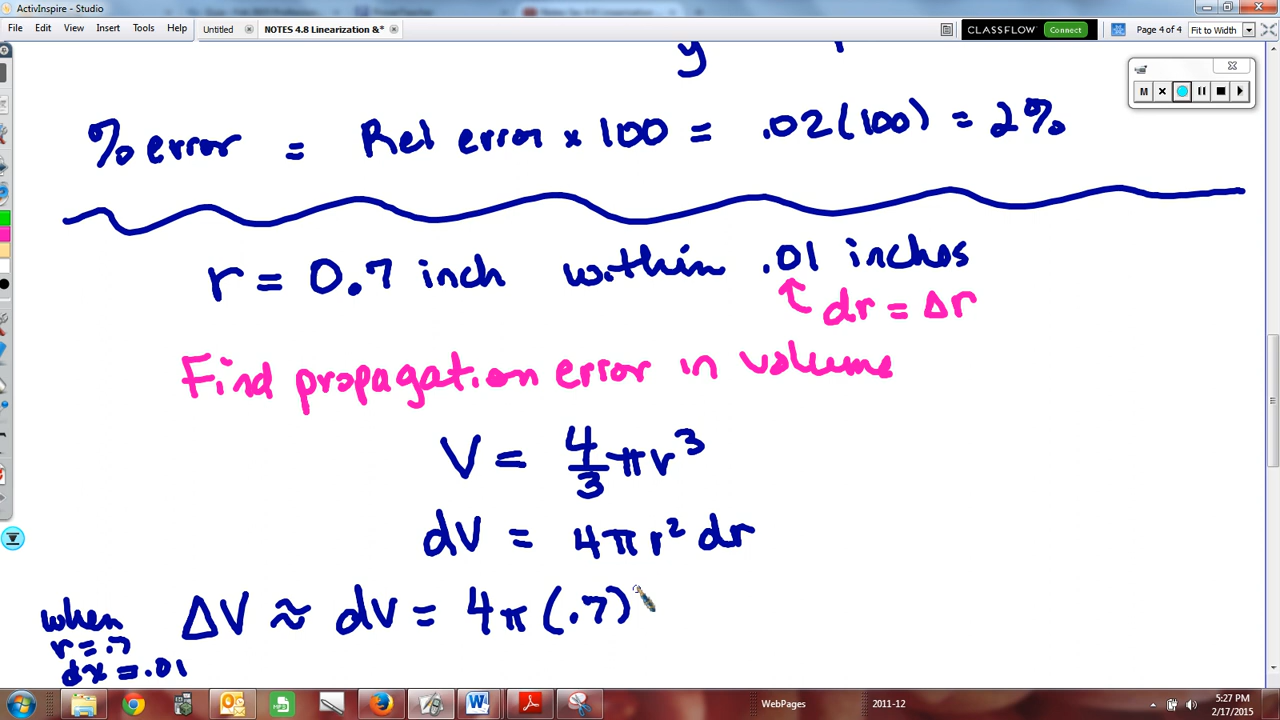 ActivInspire - Studio
File Edit View Insert Tools Help Untitled NOTES 4.8 Linearization &* CLASSFLOW Connect Page 4 of 4 Fit to Width
y
% error = Rel error x 100 = .02(100) = 2%
M
r = 0.7 inch within .01 inches
dr = Δr
Find propagation error in volume
V = 4/3 πr³
dV = 4πr² dr
when ΔV ≈ dV = 4π(.7)
r = .7
dx = .01
WebPages 2011-12 5:27 PM
2/17/2015